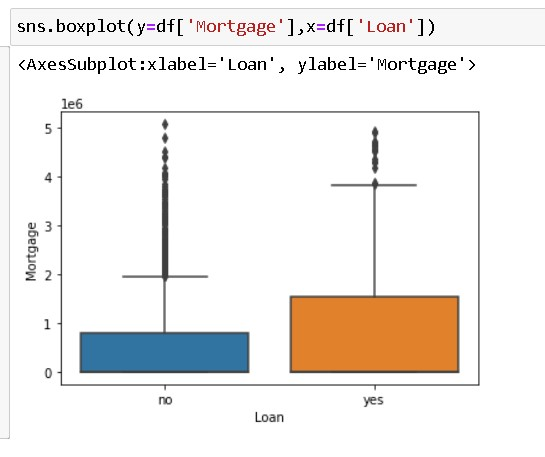 sns.boxplot(y=df['Mortgage'],x=df['Loan'])
<AxesSubplot:xlabel='Loan', ylabel='Mortgage'>
1e6
5
4
3
2
1
0
Mortgage
no yes
Loan